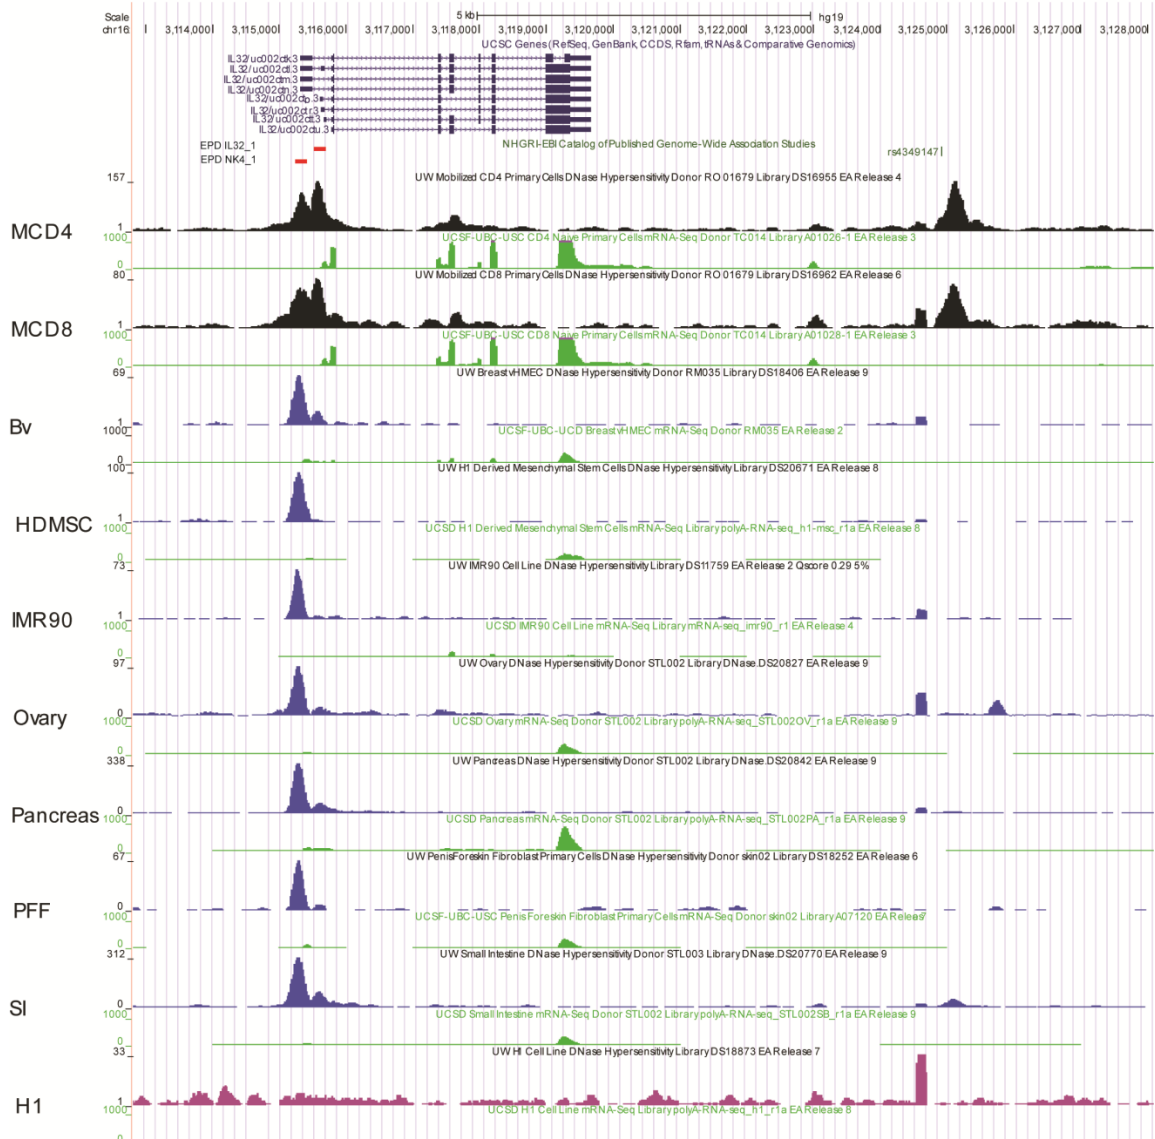 Scale 5 kb hg19
chr16 3,114,000 3,115,000 3,116,000 3,117,000 3,118,000 3,119,000 3,120,000 3,121,000 3,122,000 3,123,000 3,124,000 3,125,000 3,126,000 3,127,000 3,128,000
UCSC Genes (RefSeq, GenBank, CCDS, Rfam, tRNAs & Comparative Genomics)
IL32/uc002ctk.3
IL32/uc002ctl.3
IL32/uc002ctm.3
IL32/uc002ctn.3
IL32/uc002cto.3
IL32/uc002ctr.3
IL32/uc002ctt.3
IL32/uc002ctu.3
EPD IL32_1 NHGRI-EBI Catalog of Published Genome-Wide Association Studies
rs4349147
EPD NK4_1
157 UW Mobilized CD4 Primary Cells DNase Hypersensitivity Donor RO 01679 Library DS16955 EA Release 4
MCD4
1
1000 UCSF-UBC-USC CD4 Naive Primary Cells mRNA-Seq Donor TC014 Library A01026-1 EA Release 3
0
80 UW Mobilized CD8 Primary Cells DNase Hypersensitivity Donor RO 01679 Library DS16962 EA Release 6
MCD8
1
1000 UCSF-UBC-USC CD8 Naive Primary Cells mRNA-Seq Donor TC014 Library A01028-1 EA Release 3
0
69 UW Breast vHMEC DNase Hypersensitivity Donor RM035 Library DS18406 EA Release 9
Bv
1
1000 UCSF-UBC-UCD Breast vHMEC mRNA-Seq Donor RM035 EA Release 2
0
100 UW H1 Derived Mesenchymal Stem Cells DNase Hypersensitivity Library DS20671 EA Release 8
HDMSC
1
1000 UCSD H1 Derived Mesenchymal Stem Cells mRNA-Seq Library polyA-RNA-seq_h1-msc_r1a EA Release 8
0
73 UW IMR90 Cell Line DNase Hypersensitivity Library DS11759 EA Release 2 Qscore 0.29 5%
IMR90
1
1000 UCSD IMR90 Cell Line mRNA-Seq Library mRNA-seq_imr90_r1 EA Release 4
0
97 UW Ovary DNase Hypersensitivity Donor STL002 Library DNase.DS20827 EA Release 9
Ovary
0
1000 UCSD Ovary mRNA-Seq Donor STL002 Library polyA-RNA-seq_STL002OV_r1a EA Release 9
0
338 UW Pancreas DNase Hypersensitivity Donor STL002 Library DNase.DS20842 EA Release 9
Pancreas
0
1000 UCSD Pancreas mRNA-Seq Donor STL002 Library polyA-RNA-seq_STL002PA_r1a EA Release 9
0
67 UW Penis Foreskin Fibroblast Primary Cells DNase Hypersensitivity Donor skin02 Library DS18252 EA Release 6
PFF
0
1000 UCSF-UBC-USC Penis Foreskin Fibroblast Primary Cells mRNA-Seq Donor skin02 Library A07120 EA Releas7
0
312 UW Small Intestine DNase Hypersensitivity Donor STL003 Library DNase.DS20770 EA Release 9
SI
0
1000 UCSD Small Intestine mRNA-Seq Donor STL002 Library polyA-RNA-seq_STL002SB_r1a EA Release 9
0
33 UW H1 Cell Line DNase Hypersensitivity Library DS18873 EA Release 7
H1
1
1000 UCSD H1 Cell Line mRNA-Seq Library polyA-RNA-seq_h1_r1a EA Release 8
0